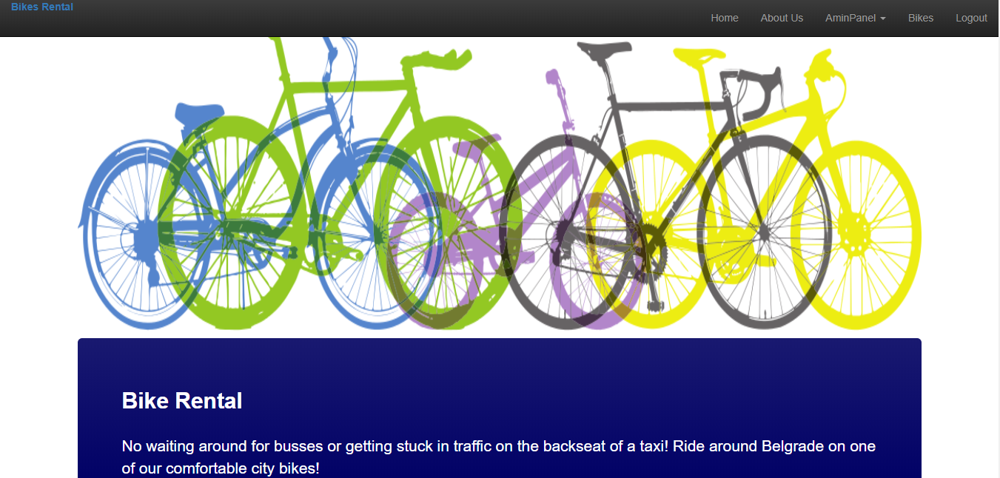 Bikes Rental
Home About Us AminPanel Bikes Logout
Bike Rental
No waiting around for busses or getting stuck in traffic on the backseat of a taxi! Ride around Belgrade on one
of our comfortable city bikes!